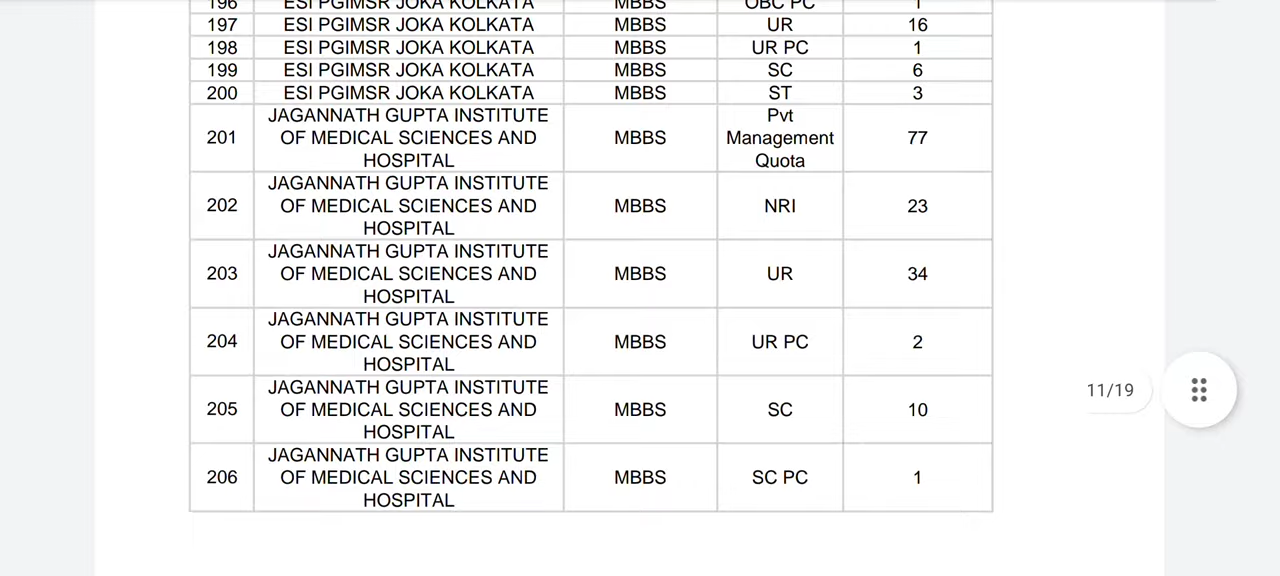 196 ESI PGIMSR JOKA KOLKATA MBBS OBC PC 1
197 ESI PGIMSR JOKA KOLKATA MBBS UR 16
198 ESI PGIMSR JOKA KOLKATA MBBS UR PC 1
199 ESI PGIMSR JOKA KOLKATA MBBS SC 6
200 ESI PGIMSR JOKA KOLKATA MBBS ST 3
JAGANNATH GUPTA INSTITUTE Pvt
201 OF MEDICAL SCIENCES AND MBBS Management 77
HOSPITAL Quota
JAGANNATH GUPTA INSTITUTE
202 OF MEDICAL SCIENCES AND MBBS NRI 23
HOSPITAL
JAGANNATH GUPTA INSTITUTE
203 OF MEDICAL SCIENCES AND MBBS UR 34
HOSPITAL
JAGANNATH GUPTA INSTITUTE
204 OF MEDICAL SCIENCES AND MBBS UR PC 2
HOSPITAL
JAGANNATH GUPTA INSTITUTE
205 OF MEDICAL SCIENCES AND MBBS SC 10
HOSPITAL
JAGANNATH GUPTA INSTITUTE
206 OF MEDICAL SCIENCES AND MBBS SC PC 1
HOSPITAL
11/19